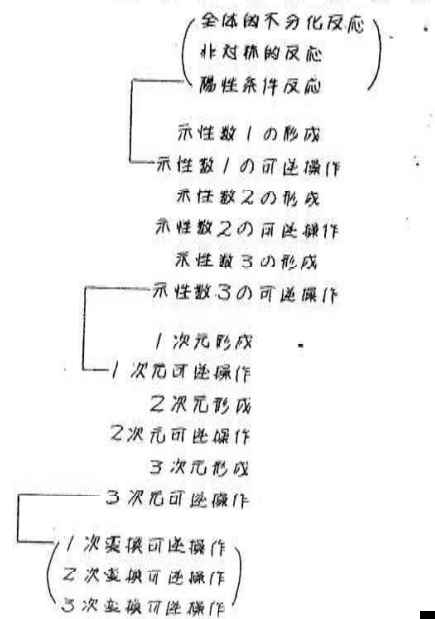 全体的不分化反応
非対称的反応
陽性条件反応
示性数1の形成
示性数1の可逆操作
示性数2の形成
示性数2の可逆操作
示性数3の形成
示性数3の可逆操作
1次元形成
1次元可逆操作
2次元形成
2次元可逆操作
3次元形成
3次元可逆操作
1次変換可逆操作
2次変換可逆操作
3次変換可逆操作